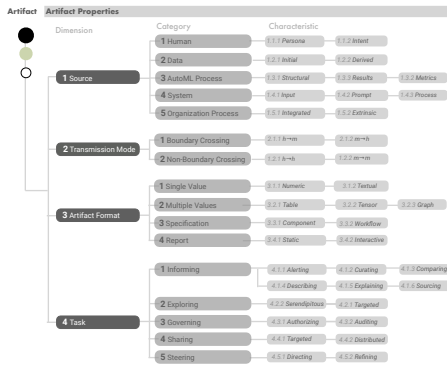 Artifact Artifact Properties
Dimension Category Characteristic
1 Human 1.1.1 Persona 1.1.2 Intent
2 Data 1.2.1 Initial 1.2.2 Derived
1 Source 3 AutoML Process 1.3.1 Structural 1.3.3 Results 1.3.2 Metrics
4 System 1.4.1 Input 1.4.2 Prompt 1.4.3 Process
5 Organization Process 1.5.1 Integrated 1.5.2 Extrinsic
1 Boundary Crossing 2.1.1 h→m 2.1.2 m→h
2 Transmission Mode
2 Non-Boundary Crossing 1.2.1 h→h 1.2.2 m→m
1 Single Value 3.1.1 Numeric 3.1.2 Textual
2 Multiple Values 3.2.1 Table 3.2.2 Tensor 3.2.3 Graph
3 Artifact Format
3 Specification 3.3.1 Component 3.3.2 Workflow
4 Report 3.4.1 Static 3.4.2 Interactive
1 Informing 4.1.1 Alerting 4.1.2 Curating 4.1.3 Comparing
4.1.4 Describing 4.1.5 Explaining 4.1.6 Sourcing
2 Exploring 4.2.2 Serendipitous 4.2.1 Targeted
4 Task 3 Governing 4.3.1 Authorizing 4.3.2 Auditing
4 Sharing 4.4.1 Targeted 4.4.2 Distributed
5 Steering 4.5.1 Directing 4.5.2 Refining